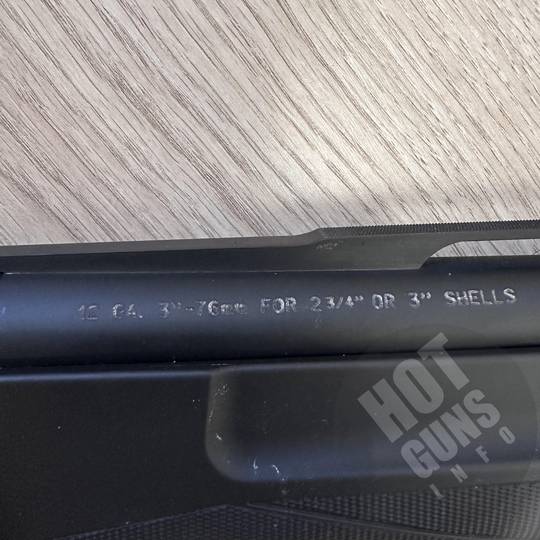 12 GA. 3"-76mm FOR 2 3/4" OR 3" SHELLS
HOT
GUNS
INFO